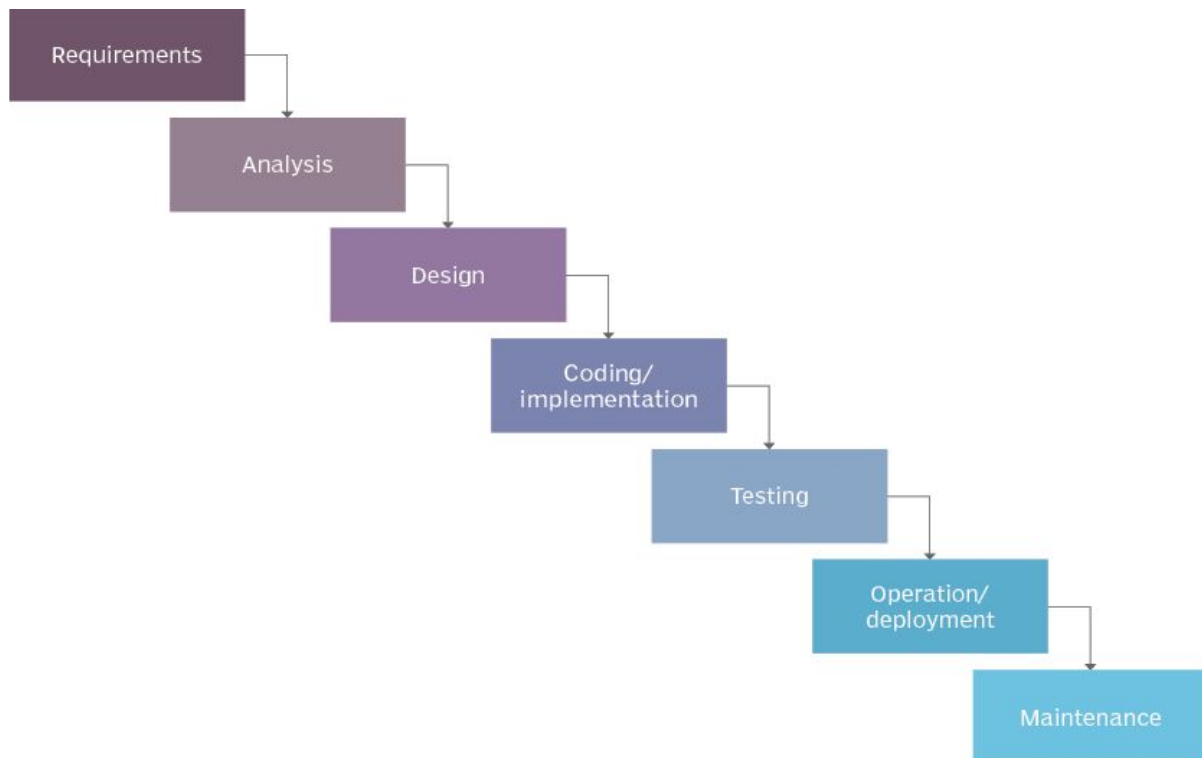 Requirements
Analysis
Design
Coding/
implementation
Testing
Operation/
deployment
Maintenance